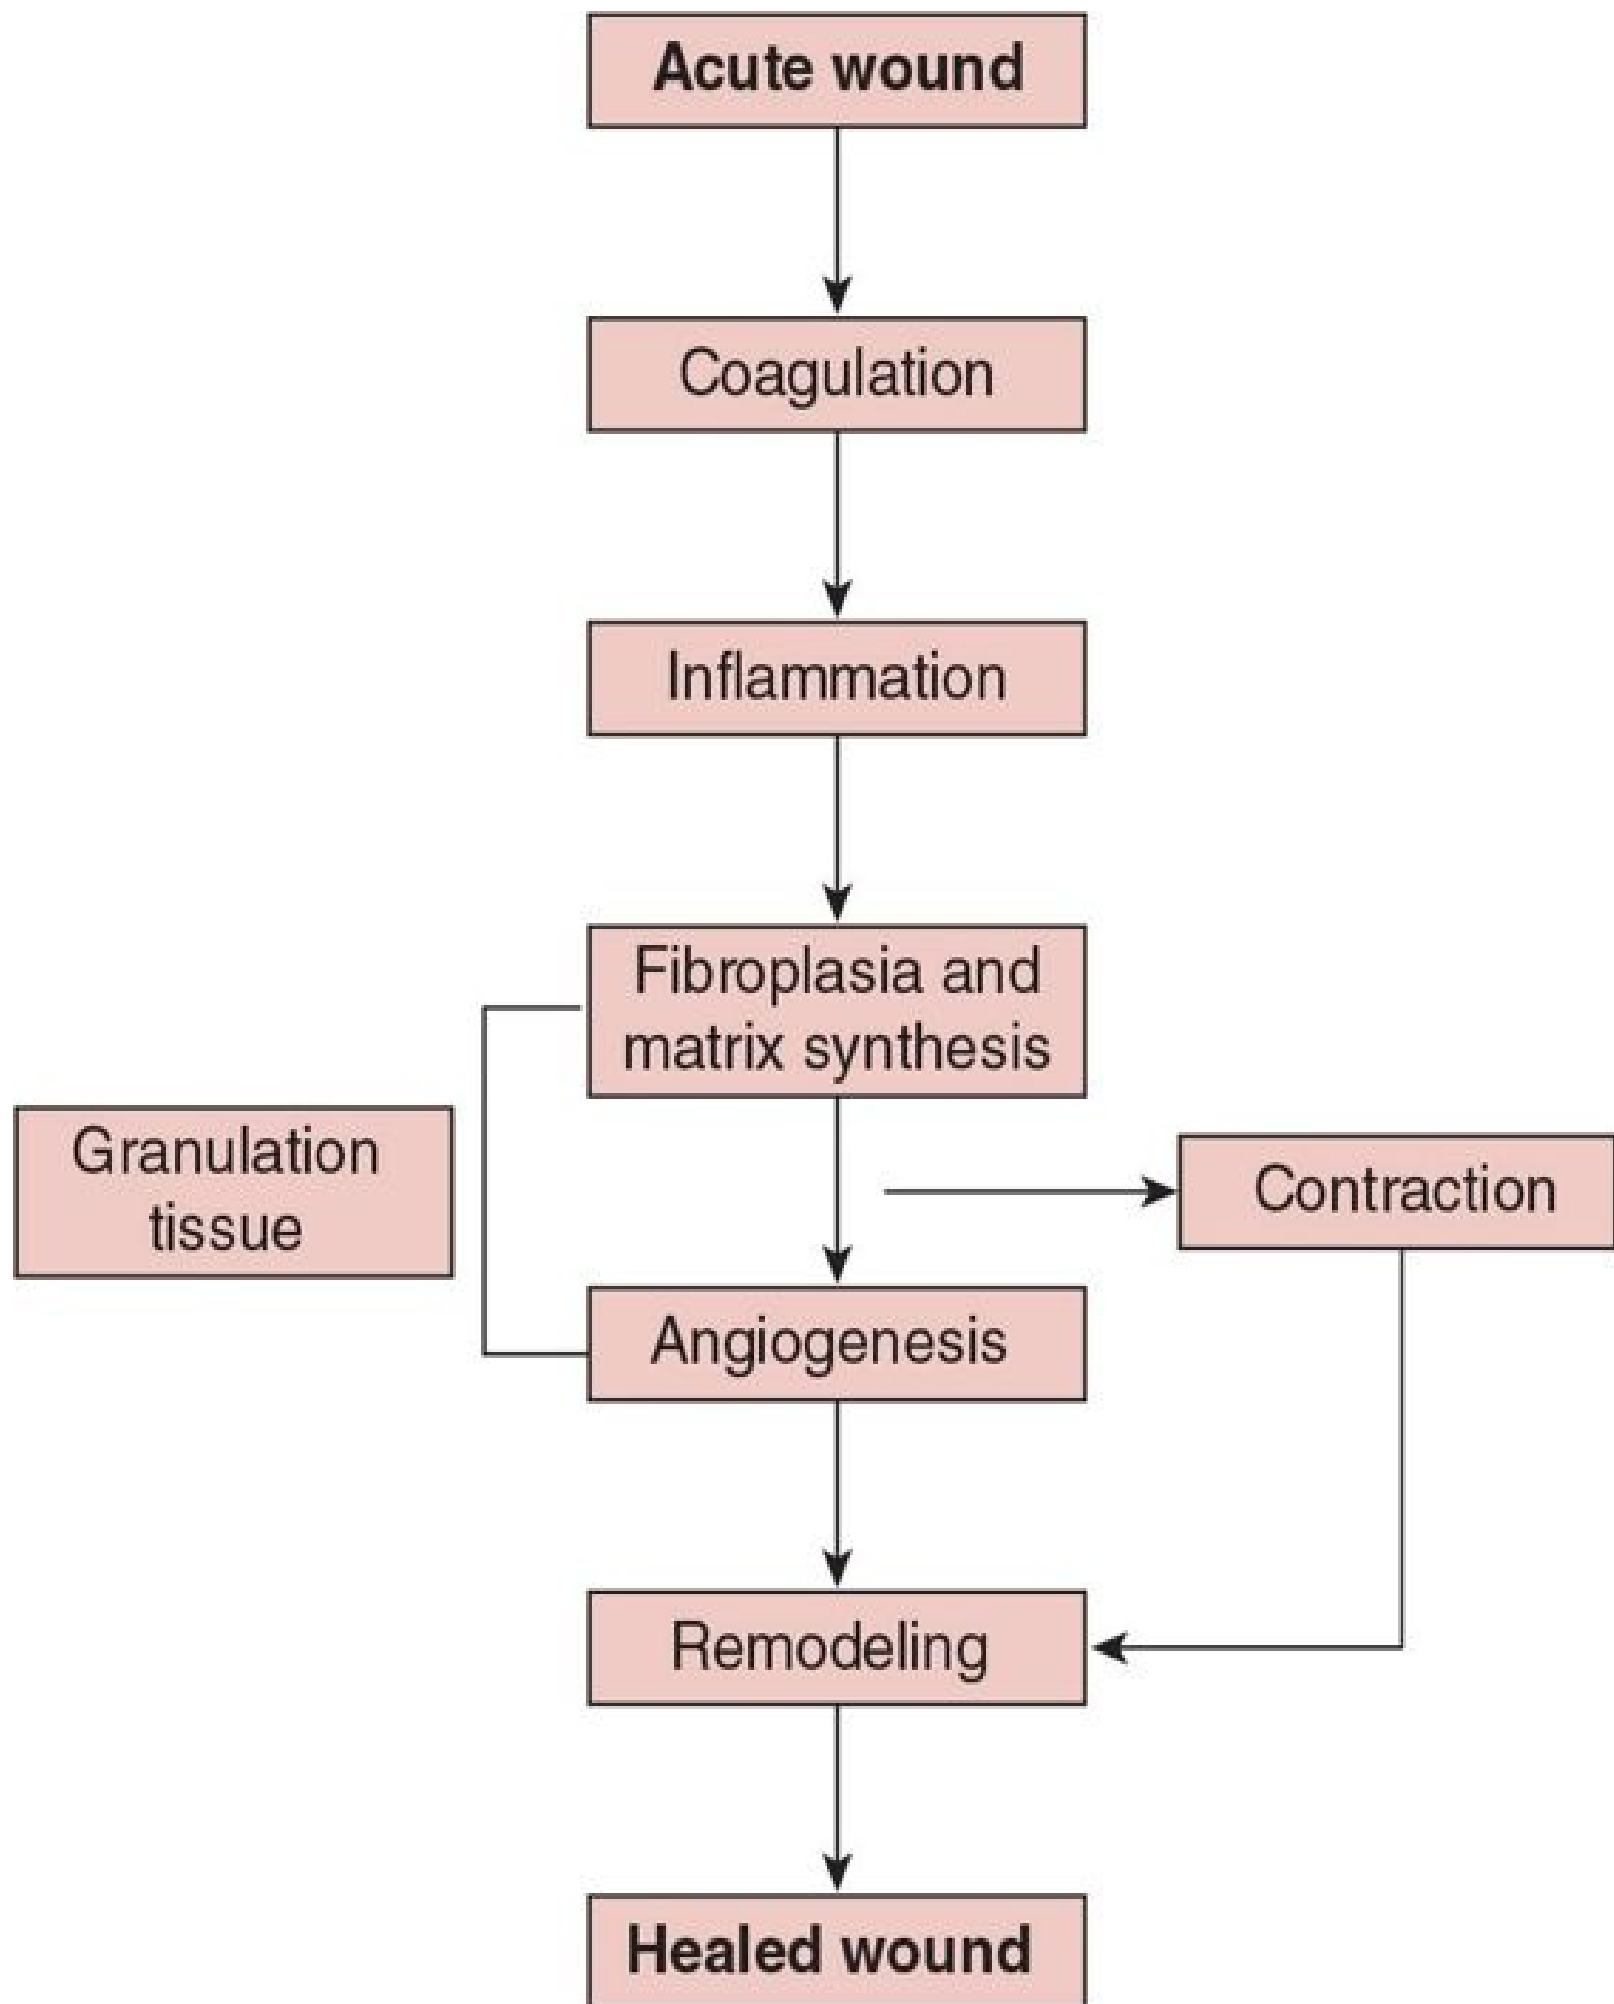 Acute wound
Coagulation
Inflammation
Fibroplasia and
matrix synthesis
Granulation
tissue
Contraction
Angiogenesis
Remodeling
Healed wound